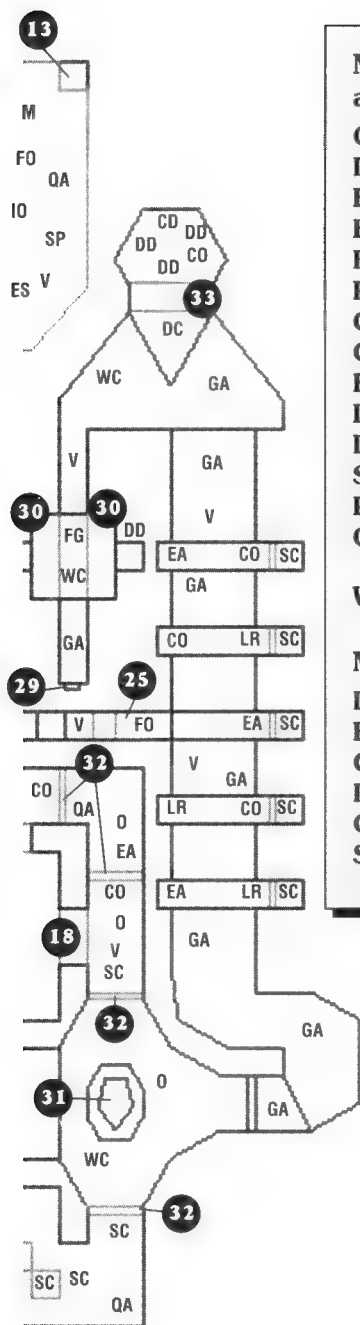 13
M
FO
QA
IO
SP
ES V
CD
DD DD
CO
DD
33
DC
WC GA
V GA
30 30
FG DD V
EA CO SC
WC GA
GA CO LR SC
29
25
V FO EA SC
32
CO V
QA O GA
LR CO SC
EA
CO EA LR SC
O
18 V GA
SC
32
O GA
31 GA
WC
32
SC
SC SC
QA